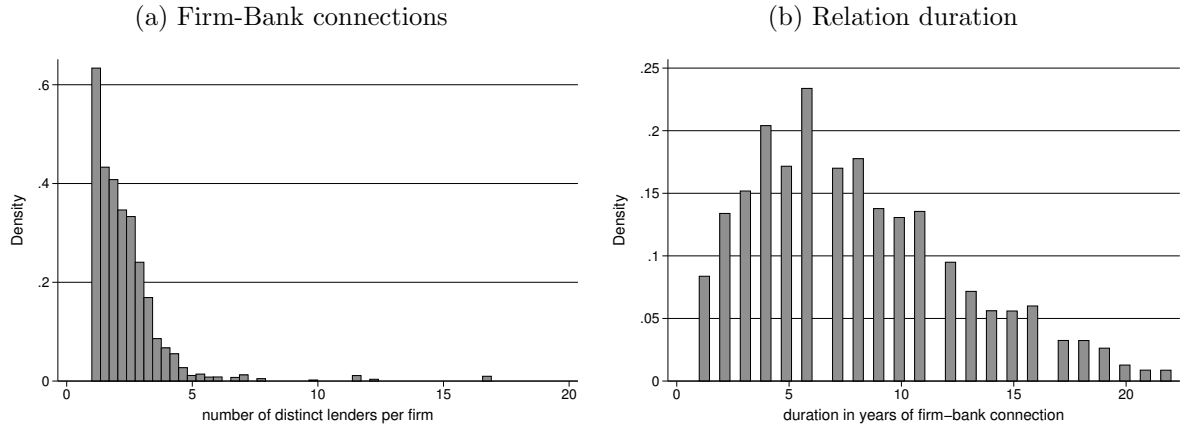 (a) Firm-Bank connections
.6
.4
.2
0
Density
0 5 10 15 20
number of distinct lenders per firm
(b) Relation duration
.25
.2
.15
.1
.05
0
Density
0 5 10 15 20
duration in years of firm−bank connection